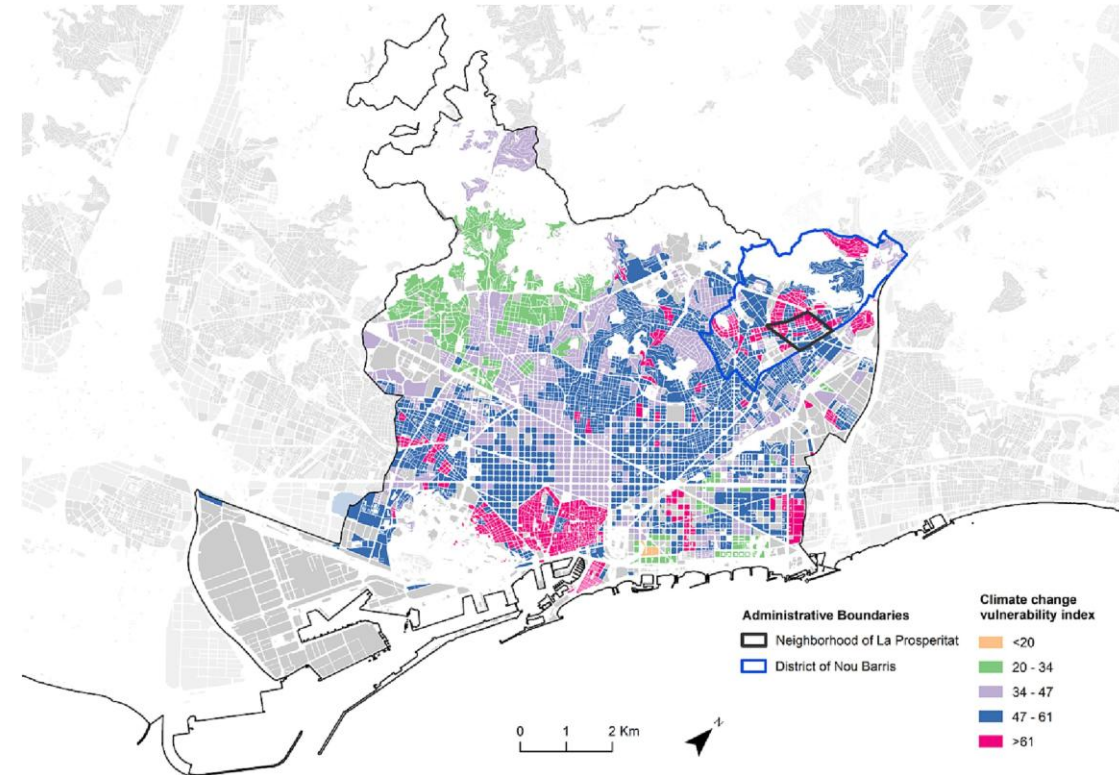 Administrative Boundaries
Neighborhood of La Prosperitat
District of Nou Barris
Climate change
vulnerability index
<20
20 - 34
34 - 47
47 - 61
>61
0 1 2 Km
N